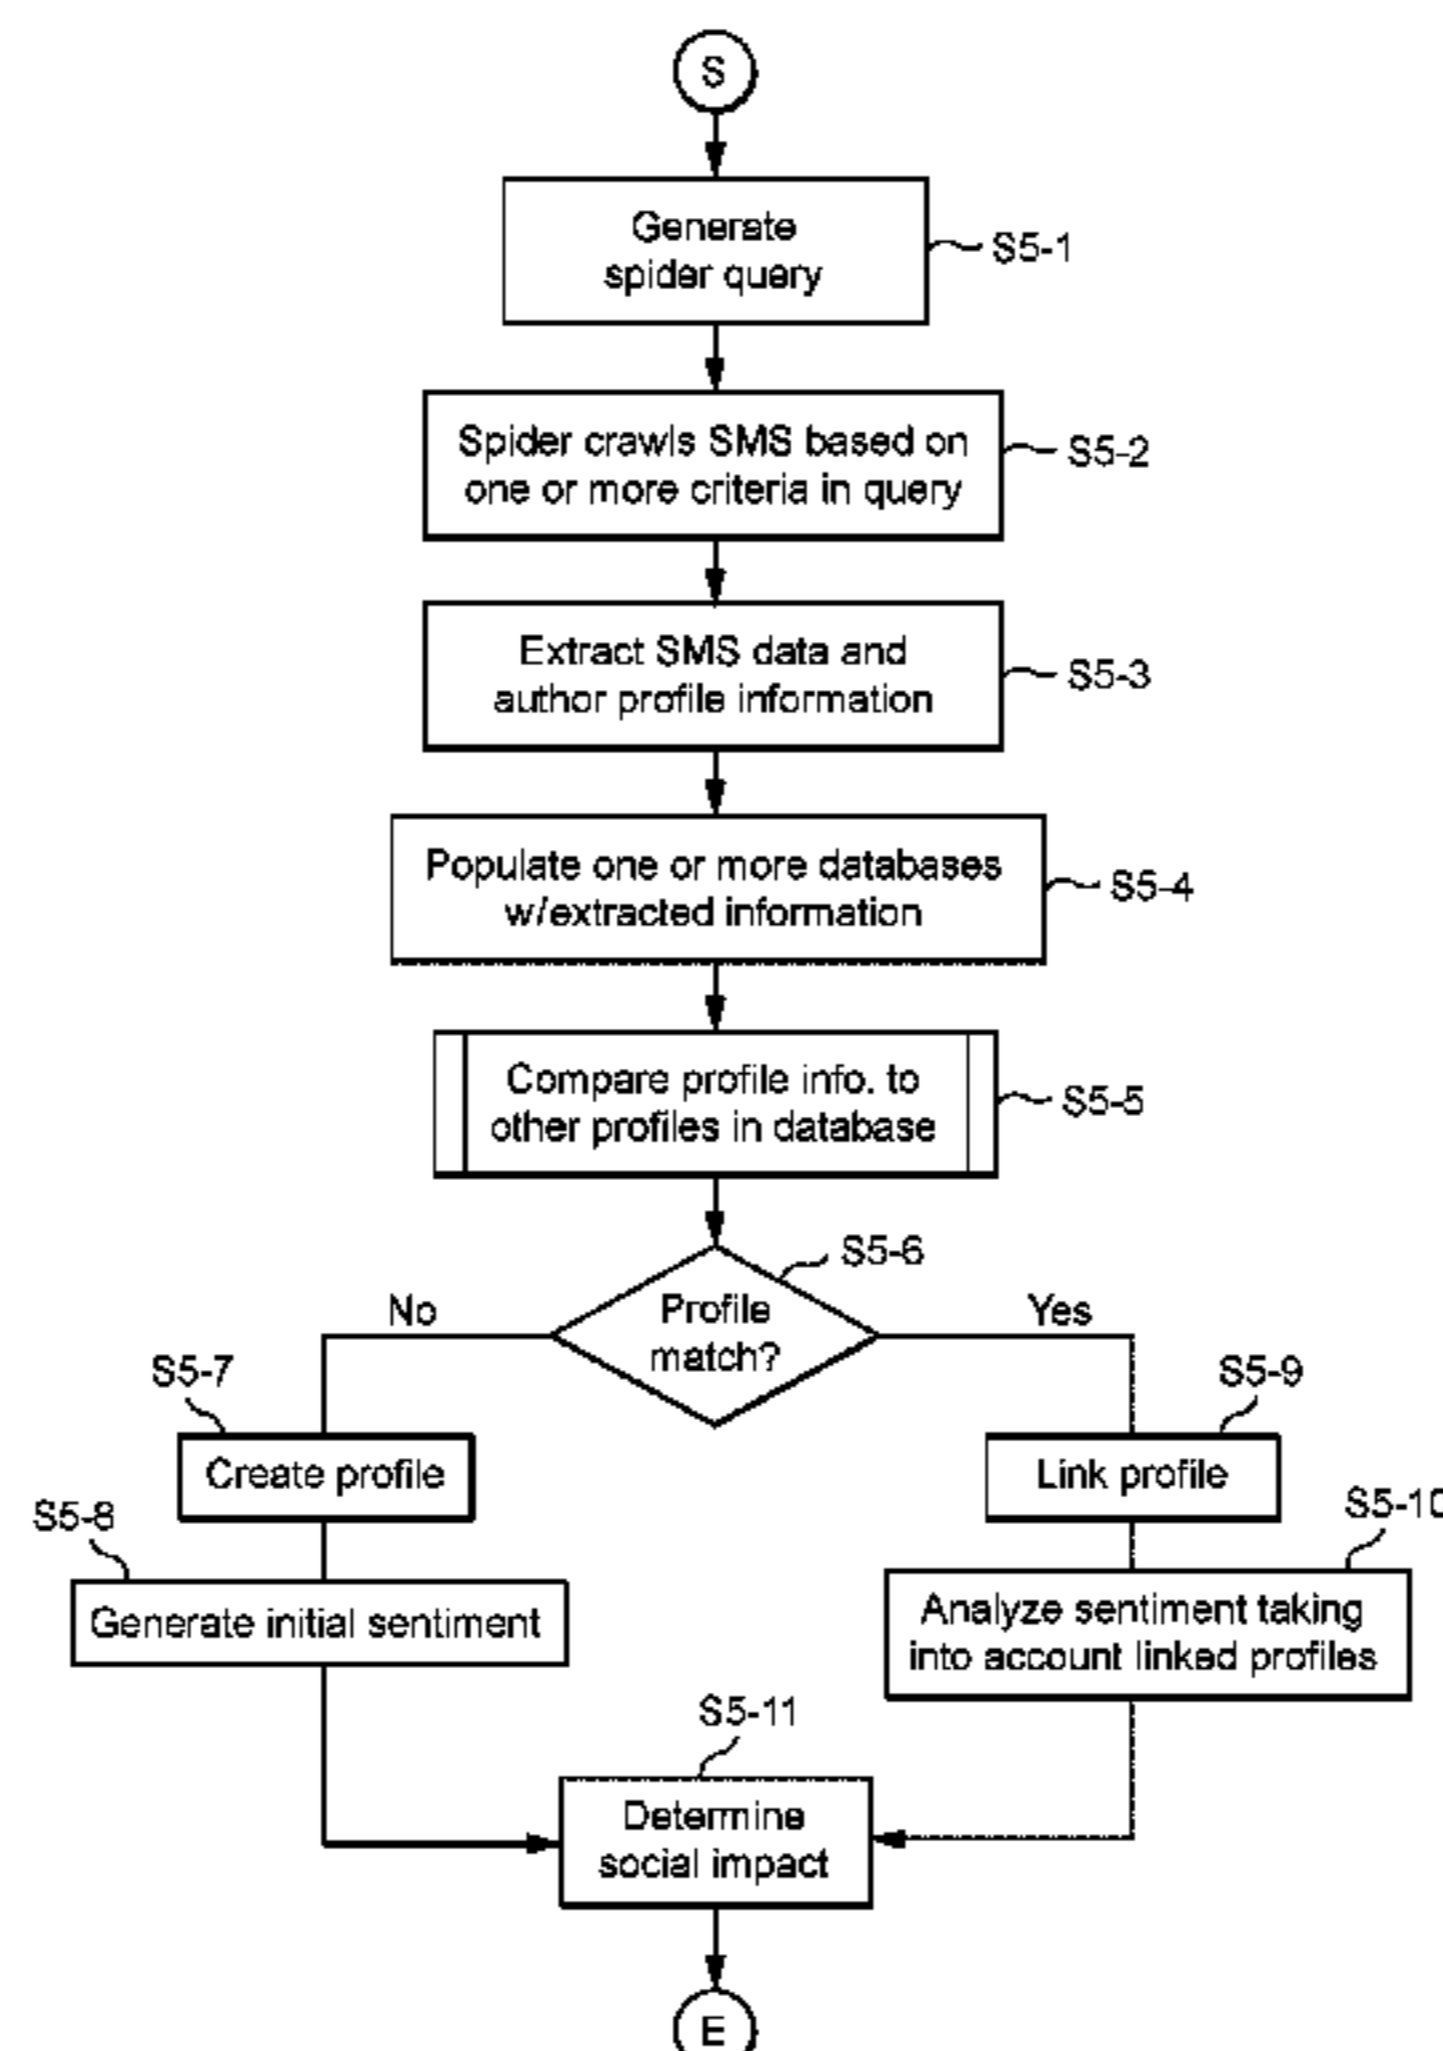 S
Generate
spider query
S5-1
Spider crawls SMS based on
one or more criteria in query
S5-2
Extract SMS data and
author profile information
S5-3
Populate one or more databases
w/extracted information
S5-4
Compare profile info. to
other profiles in database
S5-5
S5-6
Profile
match?
No
Yes
S5-7
Create profile
S5-8
Generate initial sentiment
S5-9
Link profile
S5-10
Analyze sentiment taking
into account linked profiles
S5-11
Determine
social impact
E